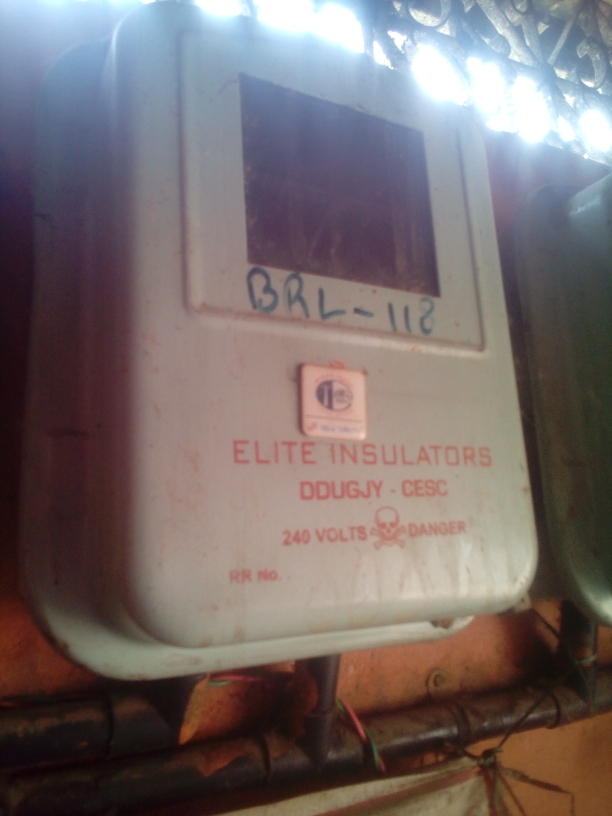 BRL-118
ELITE INSULATORS
DDUGJY - CESC
240 VOLTS DANGER
RR No.